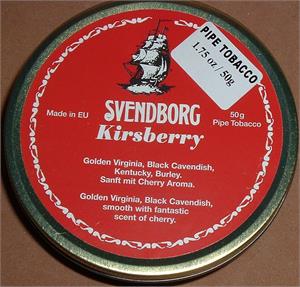 PIPE TOBACCO
1.75 oz / 50g
Made in EU
SVENDBORG
50g
Kirsberry
Pipe Tobacco
Golden Virginia, Black Cavendish,
Kentucky, Burley.
Sanft mit Cherry Aroma.
Golden Virginia, Black Cavendish,
smooth with fantastic
scent of cherry.